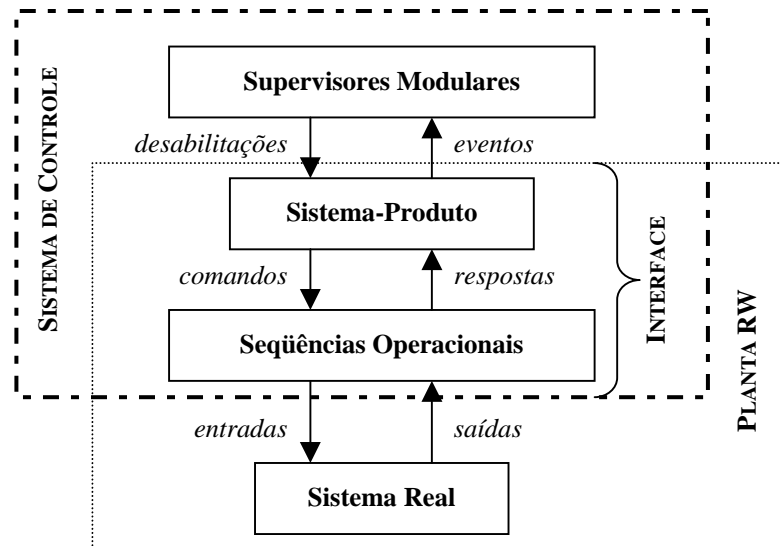 Supervisores Modulares
desabilitações
eventos
Sistema-Produto
comandos
respostas
Seqüências Operacionais
entradas
saídas
Sistema Real
SISTEMA DE CONTROLE
INTERFACE
PLANTA RW